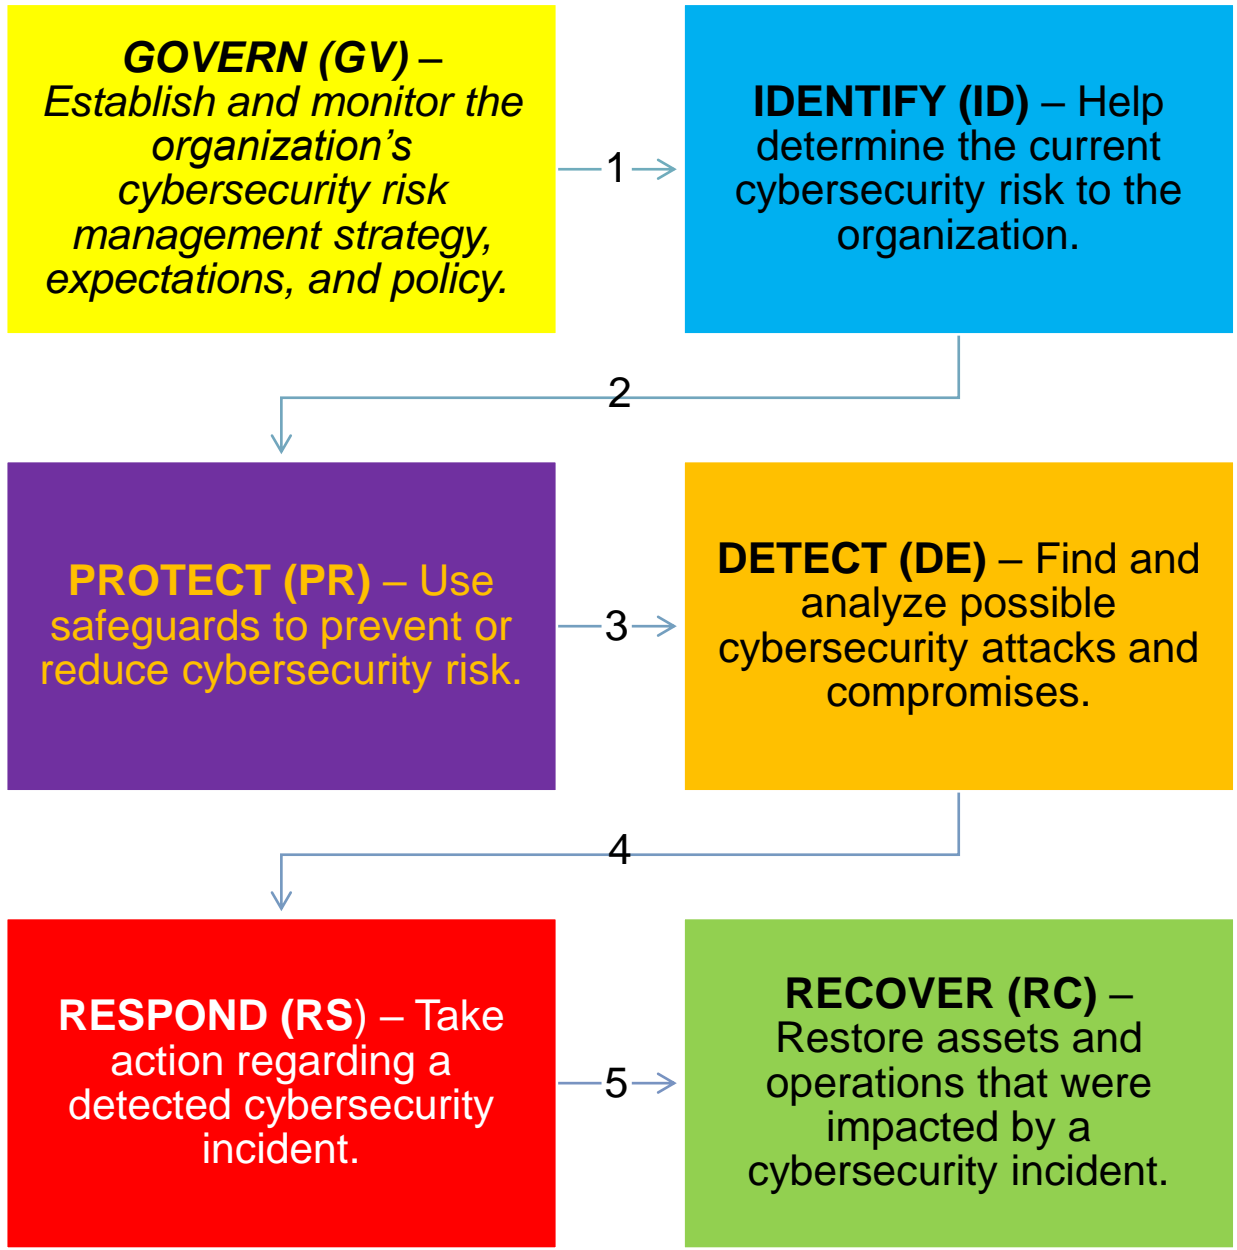 GOVERN (GV) –
Establish and monitor the
organization’s
cybersecurity risk
management strategy,
expectations, and policy.
1
IDENTIFY (ID) – Help
determine the current
cybersecurity risk to the
organization.
2
PROTECT (PR) – Use
safeguards to prevent or
reduce cybersecurity risk.
3
DETECT (DE) – Find and
analyze possible
cybersecurity attacks and
compromises.
4
RESPOND (RS) – Take
action regarding a
detected cybersecurity
incident.
5
RECOVER (RC) –
Restore assets and
operations that were
impacted by a
cybersecurity incident.